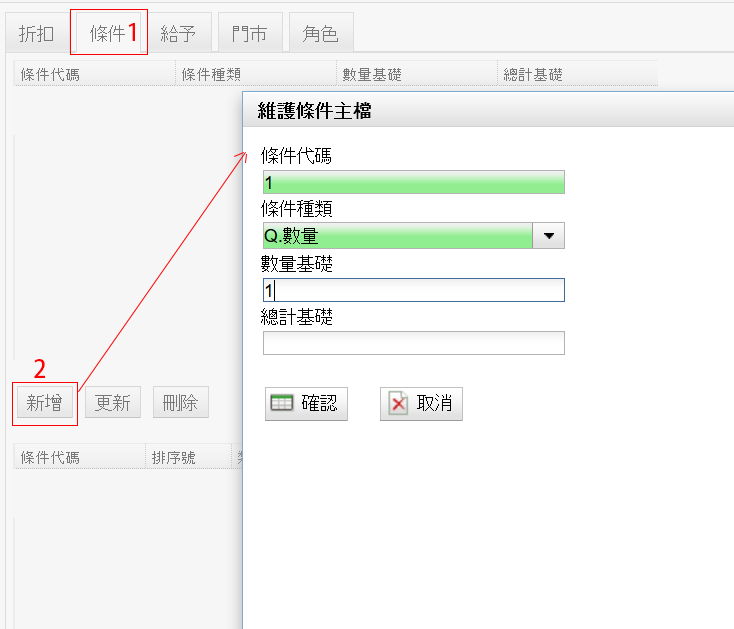 折扣 條件 1 給予 門市 角色
條件代碼 條件種類 數量基礎 總計基礎
維護條件主檔
條件代碼
1
條件種類
Q.數量
數量基礎
1
總計基礎
2
新增 更新 刪除
確認 取消
條件代碼 排序號